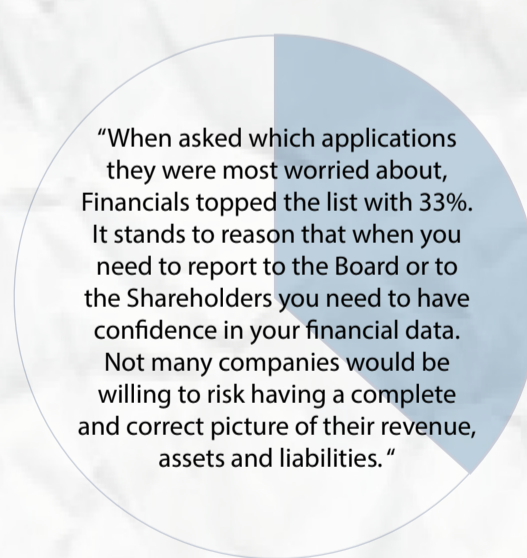 “When asked which applications
they were most worried about,
Financials topped the list with 33%.
It stands to reason that when you
need to report to the Board or to
the Shareholders you need to have
confidence in your financial data.
Not many companies would be
willing to risk having a complete
and correct picture of their revenue,
assets and liabilities.“